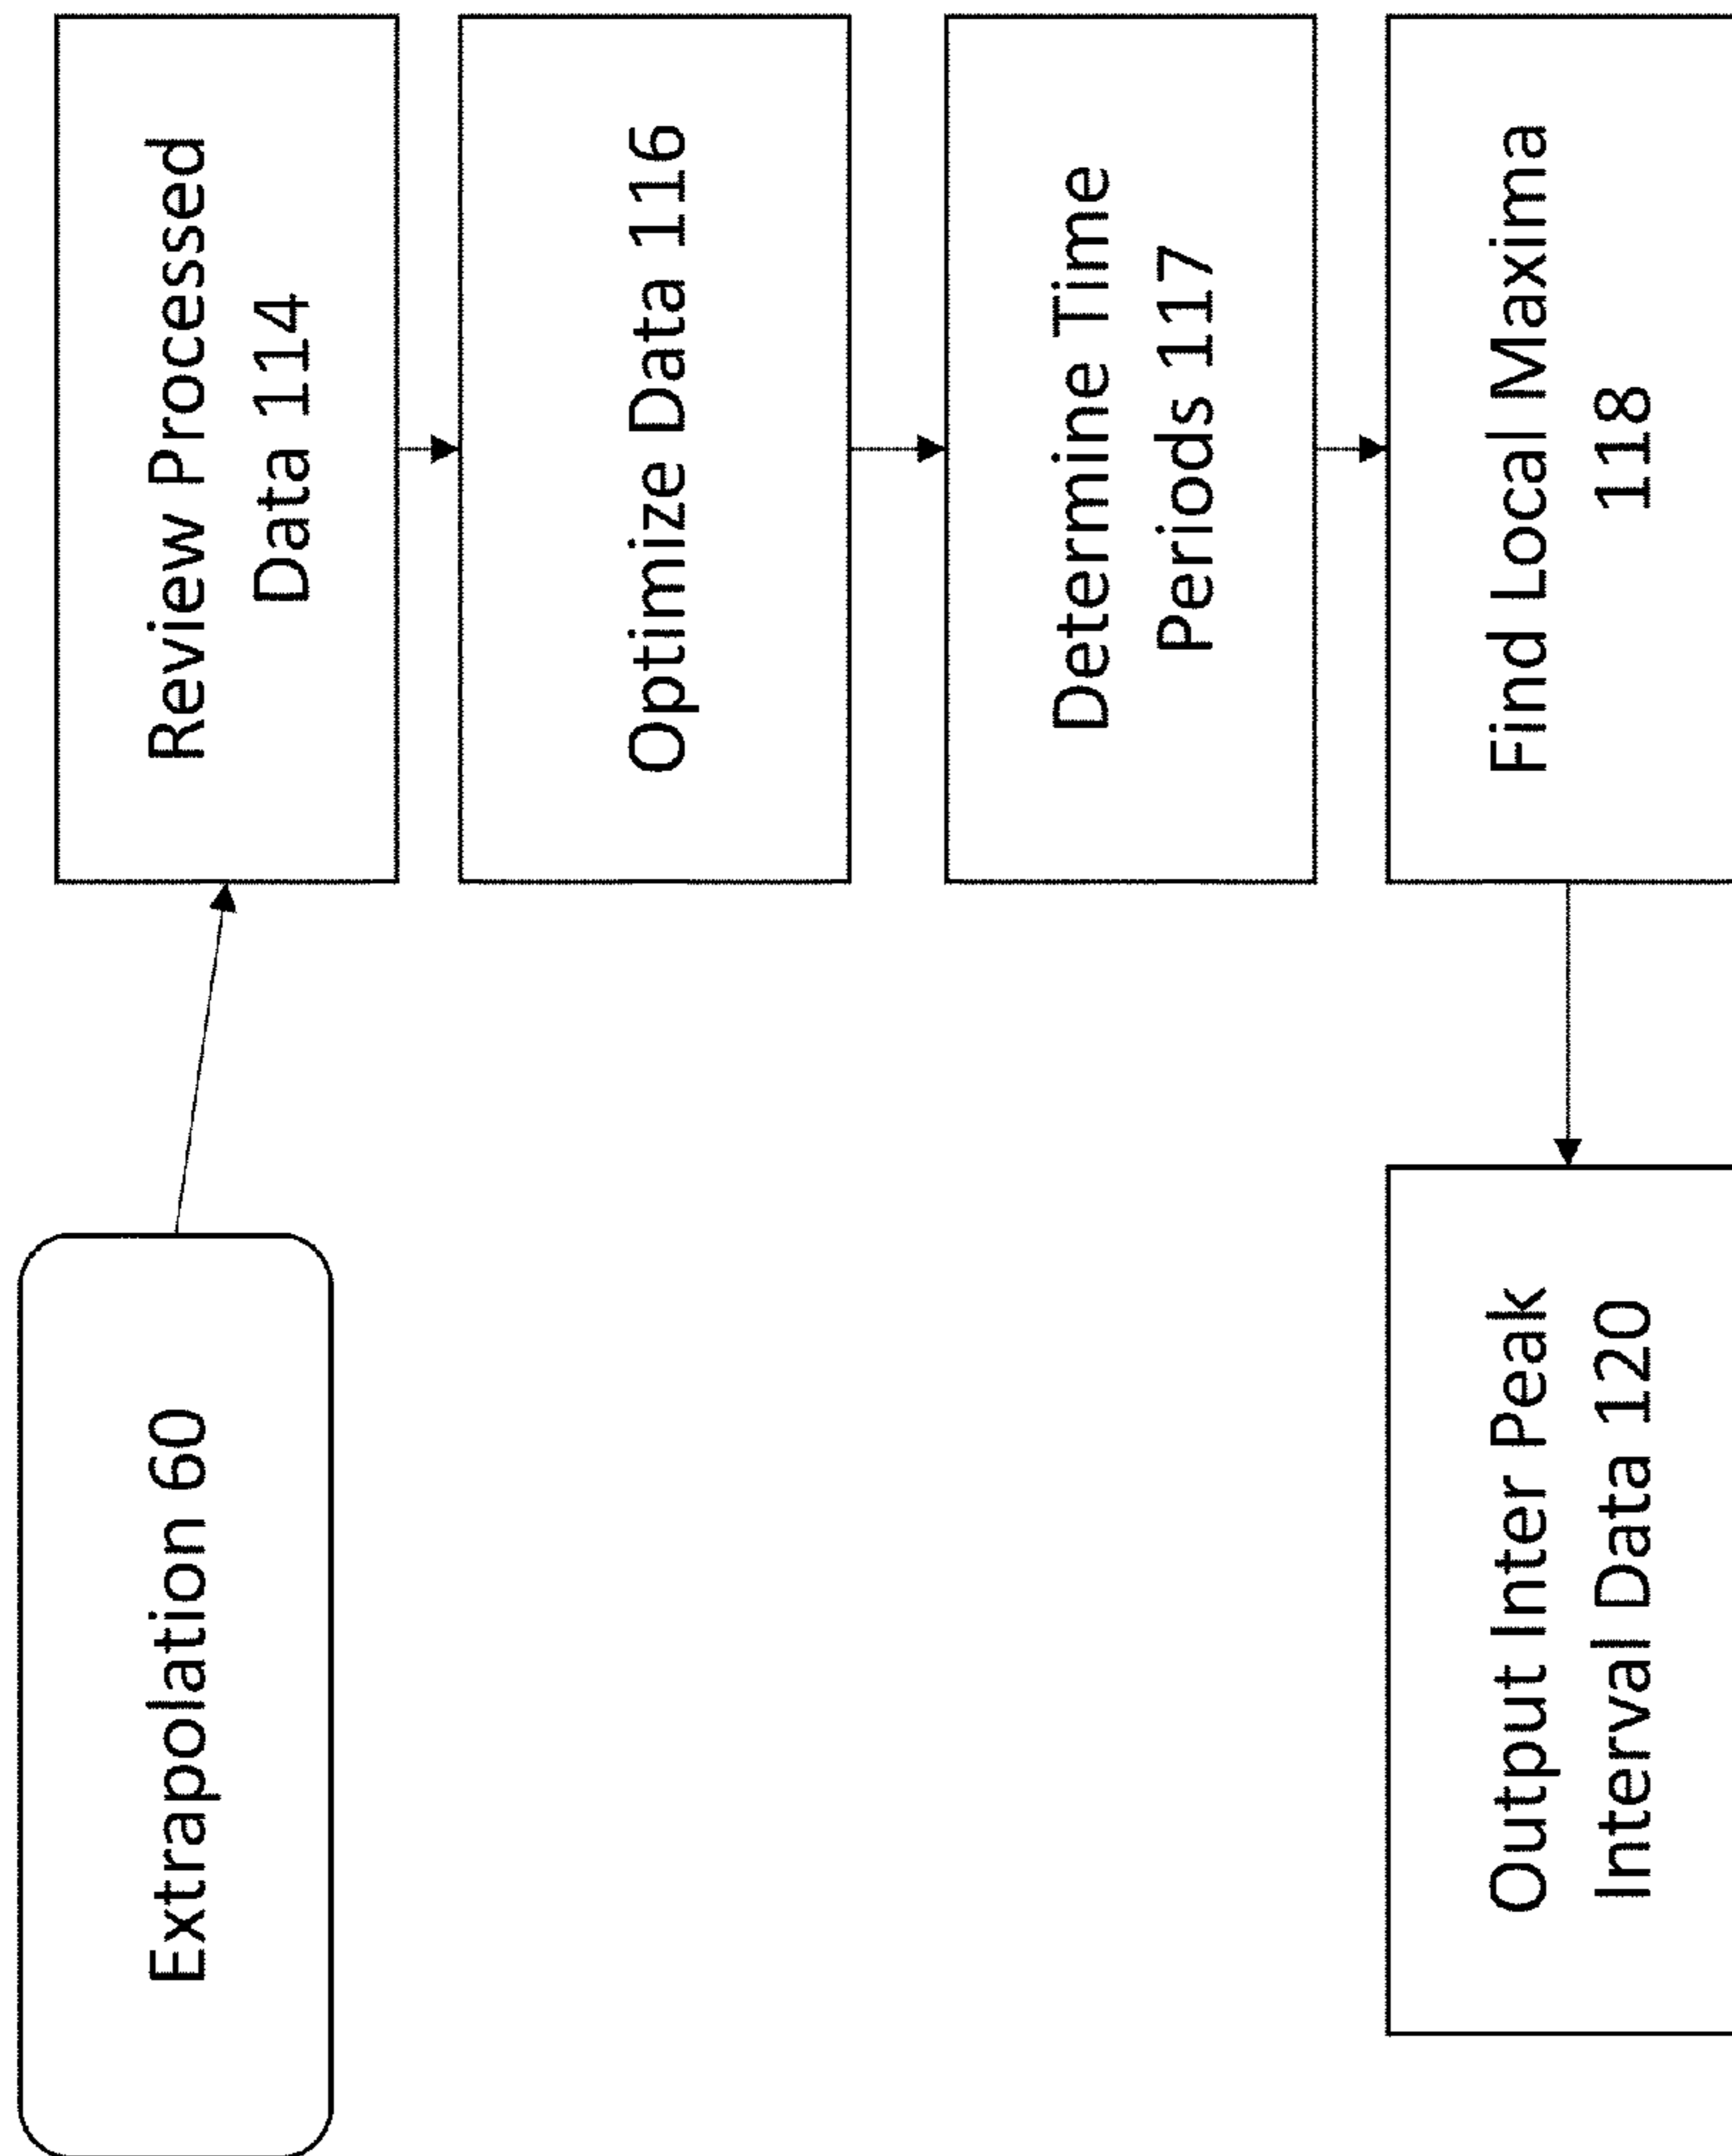 Extrapolation 60
Review Processed
Data 114
Optimize Data 116
Determine Time
Periods 117
Find Local Maxima
118
Output Inter Peak
Interval Data 120